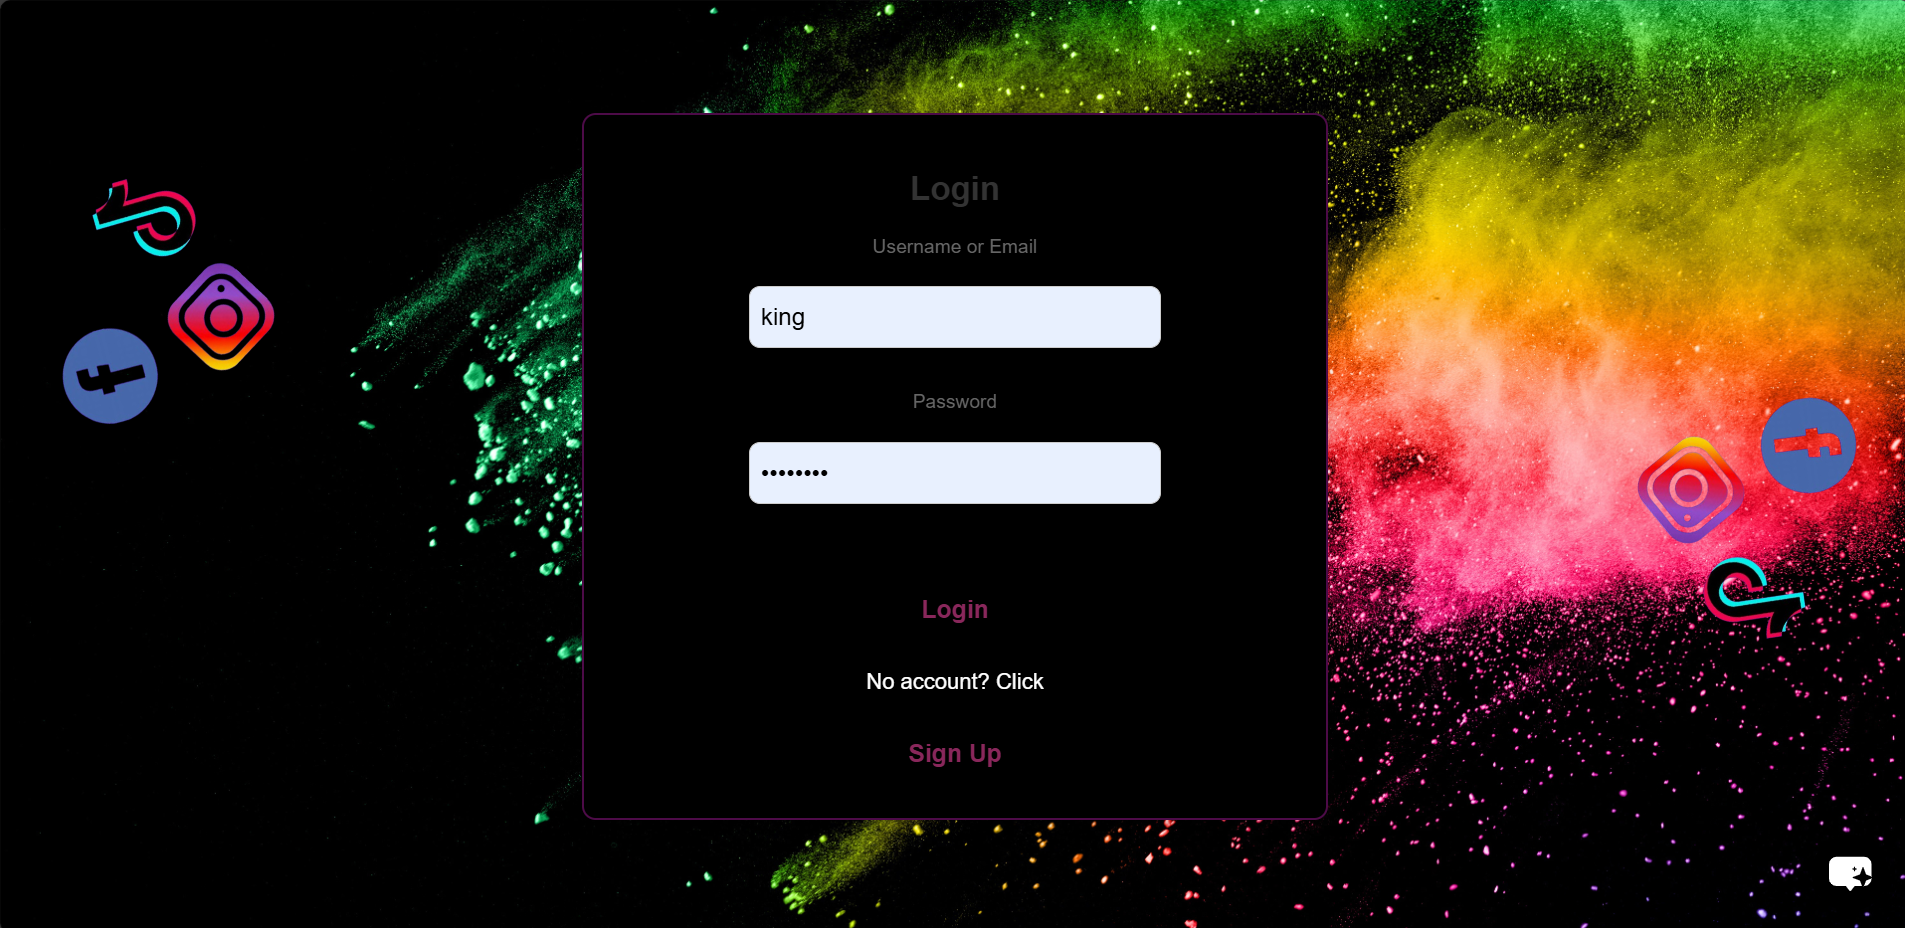 Login
Username or Email
king
Password
••••••••
Login
No account? Click
Sign Up